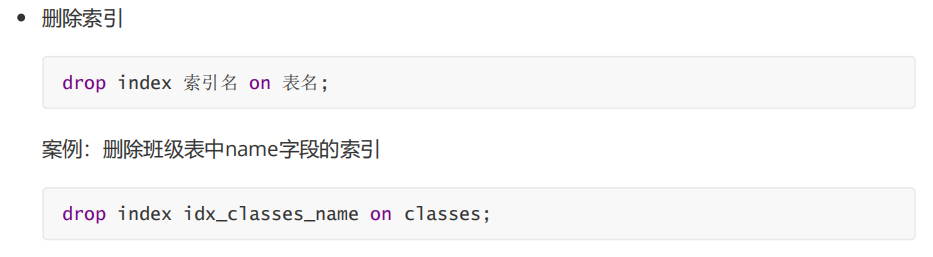 删除索引
drop index 索引名 on 表名;
案例：删除班级表中name字段的索引
drop index idx_classes_name on classes;